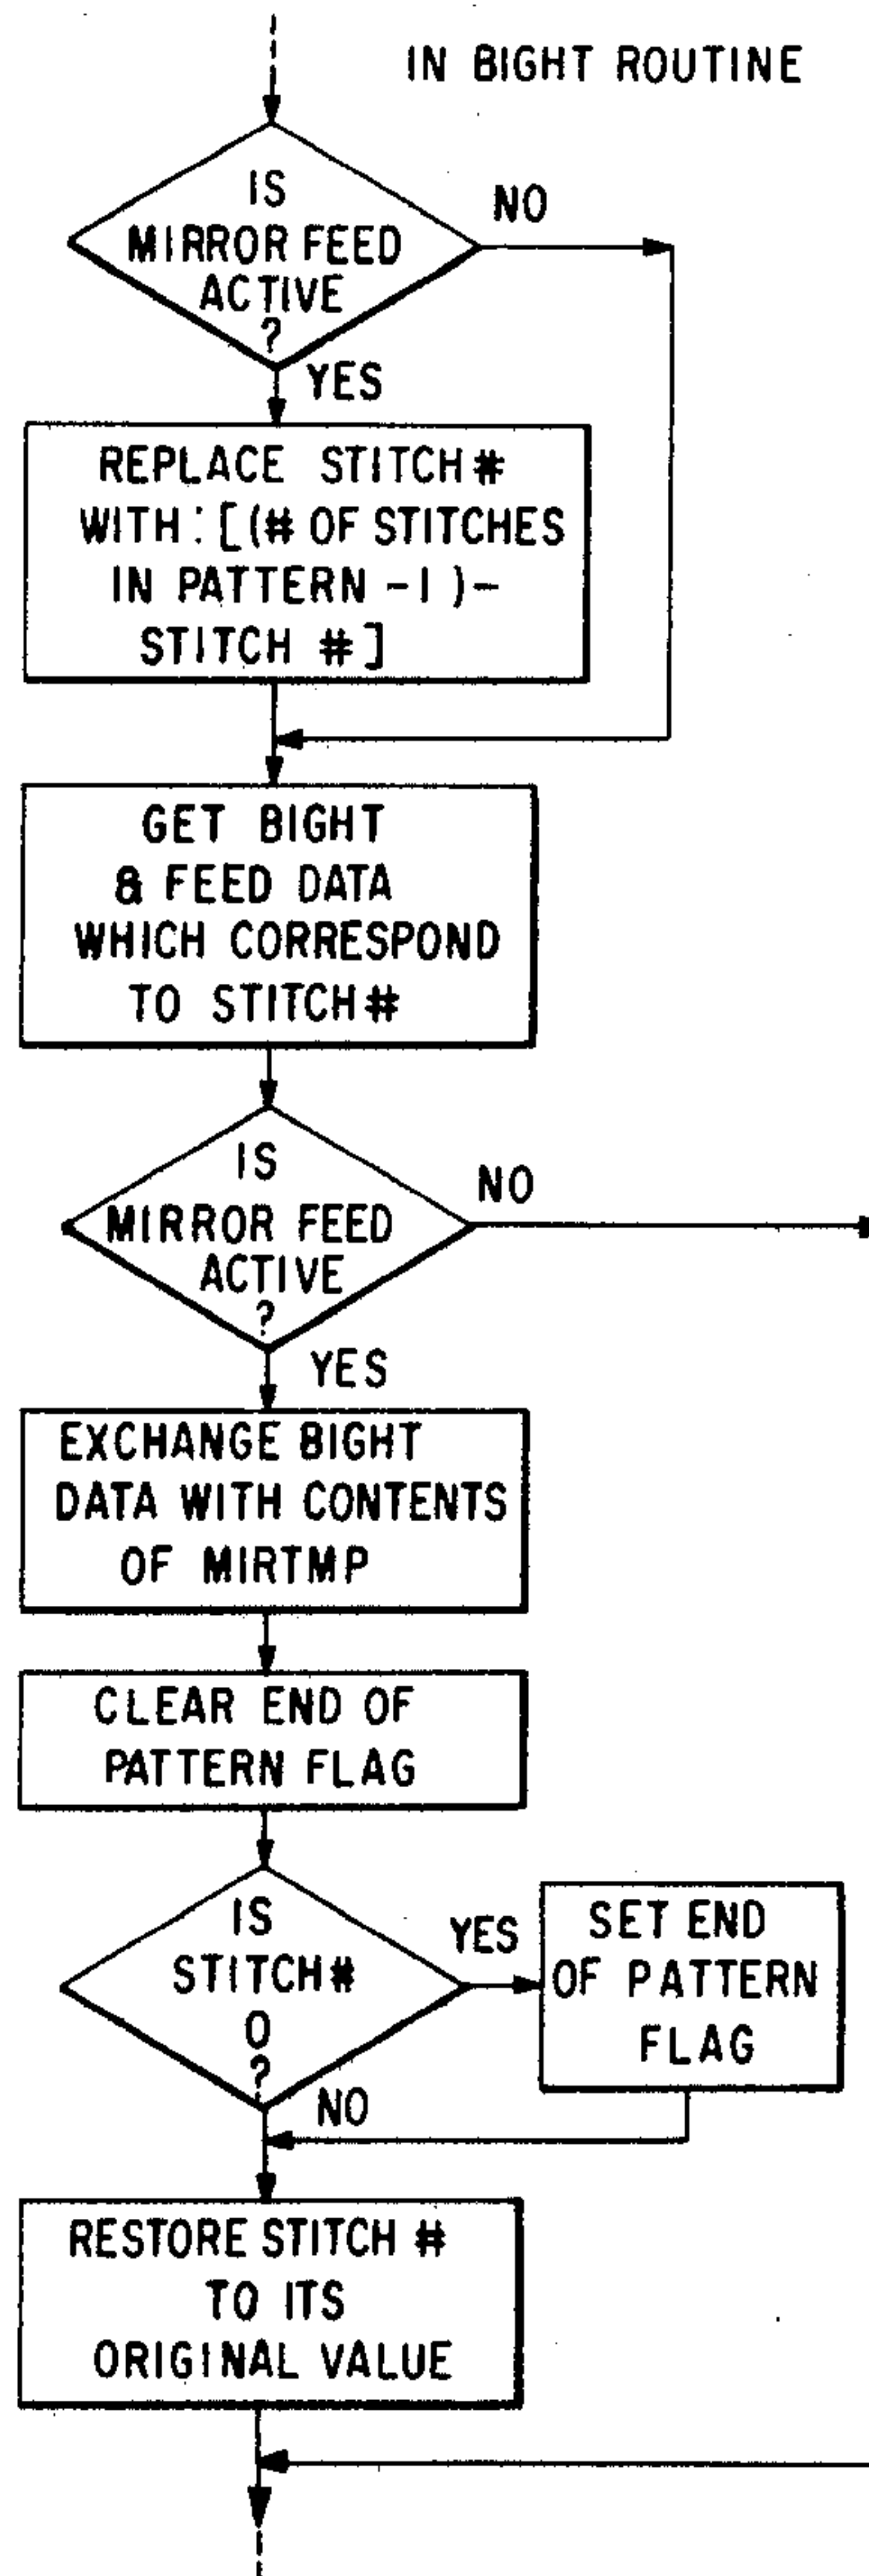 IN BIGHT ROUTINE
IS
MIRROR FEED
ACTIVE
?
NO
YES
REPLACE STITCH #
WITH: [(# OF STITCHES
IN PATTERN -1)-
STITCH #]
GET BIGHT
& FEED DATA
WHICH CORRESPOND
TO STITCH#
IS
MIRROR FEED
ACTIVE
?
NO
YES
EXCHANGE BIGHT
DATA WITH CONTENTS
OF MIRTMP
CLEAR END OF
PATTERN FLAG
IS
STITCH#
0
?
YES
NO
SET END
OF PATTERN
FLAG
RESTORE STITCH #
TO ITS
ORIGINAL VALUE